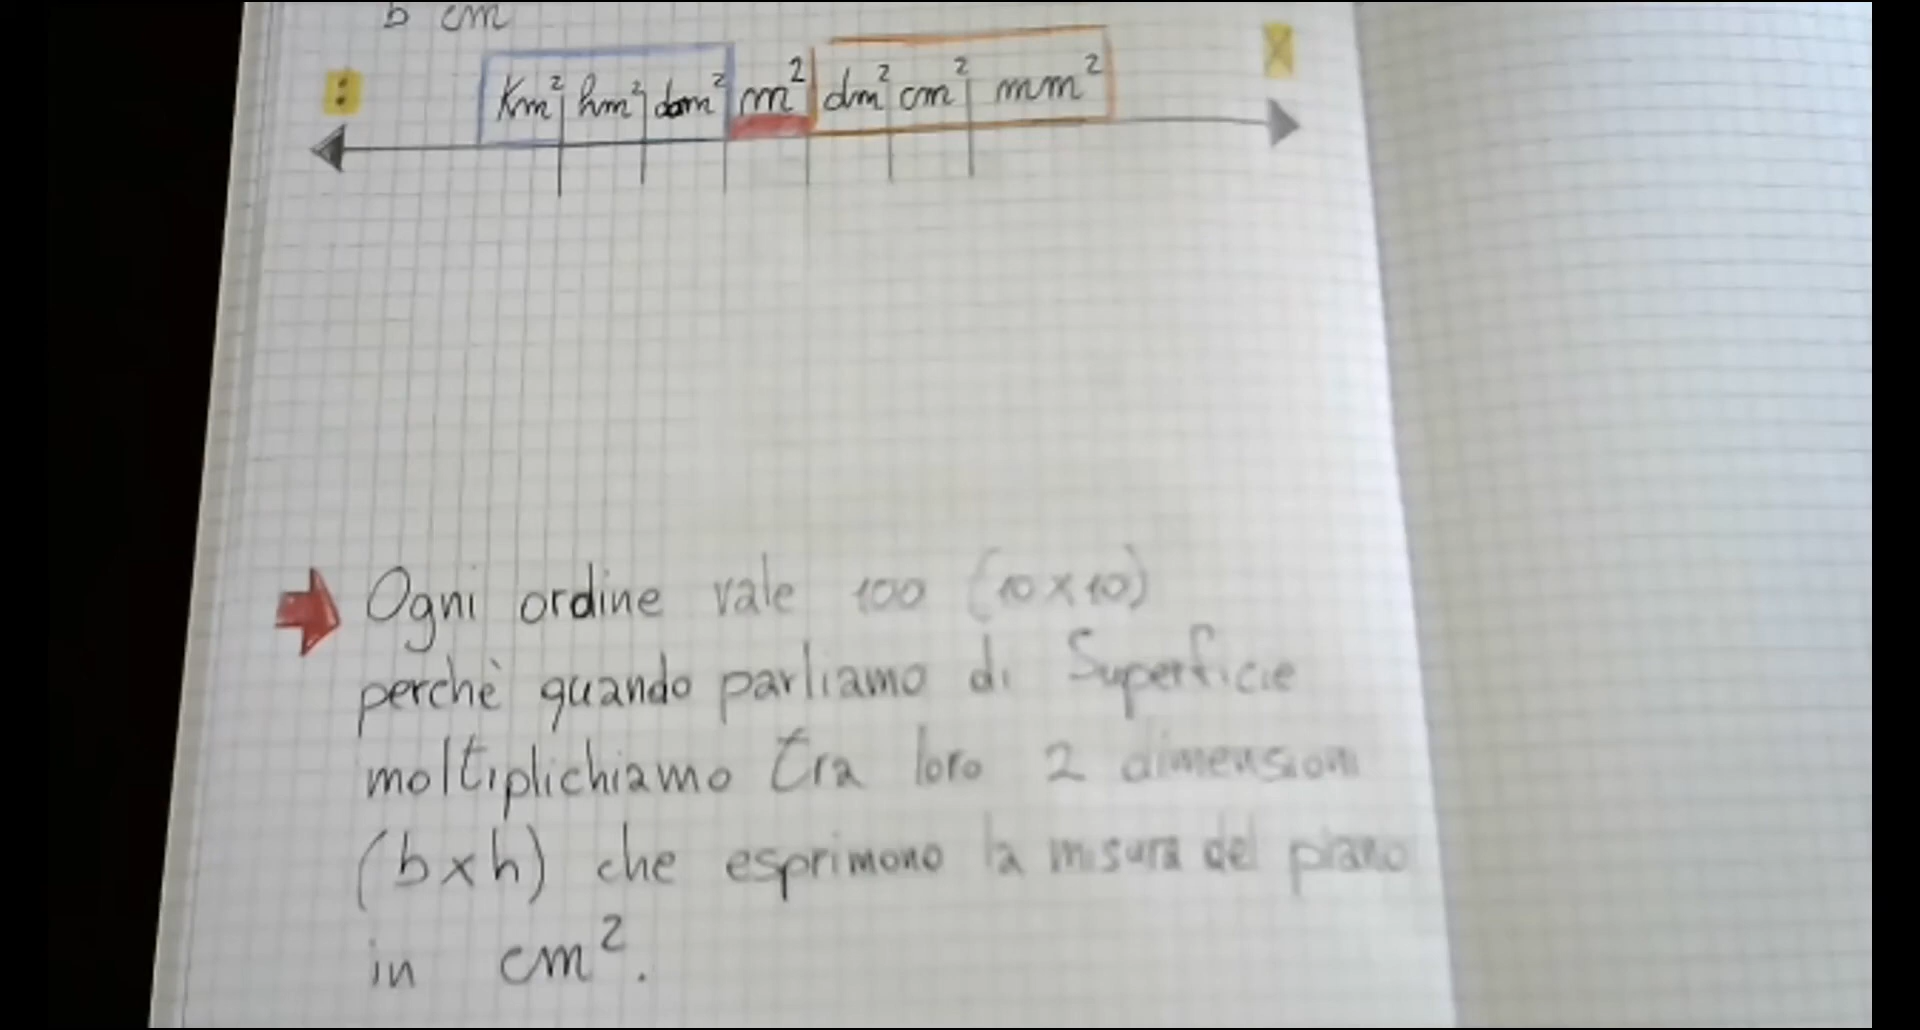 b cm
: Km² hm² dam² m² dm² cm² mm² X
Ogni ordine vale 100 (10x10)
perchè quando parliamo di Superficie
moltiplichiamo tra loro 2 dimensioni
(bxh) che esprimono la misura del piano
in cm².